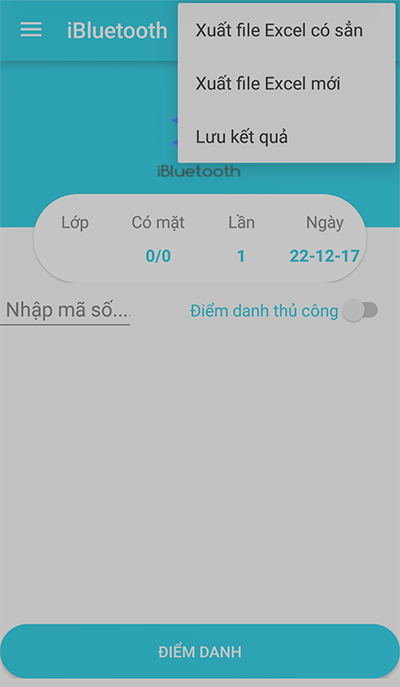 iBluetooth
Xuất file Excel có sẳn
Xuất file Excel mới
Lưu kết quả
iBluetooth
Lớp Có mặt Lần Ngày
0/0 1 22-12-17
Nhập mã số.... Điểm danh thủ công
ĐIỂM DANH